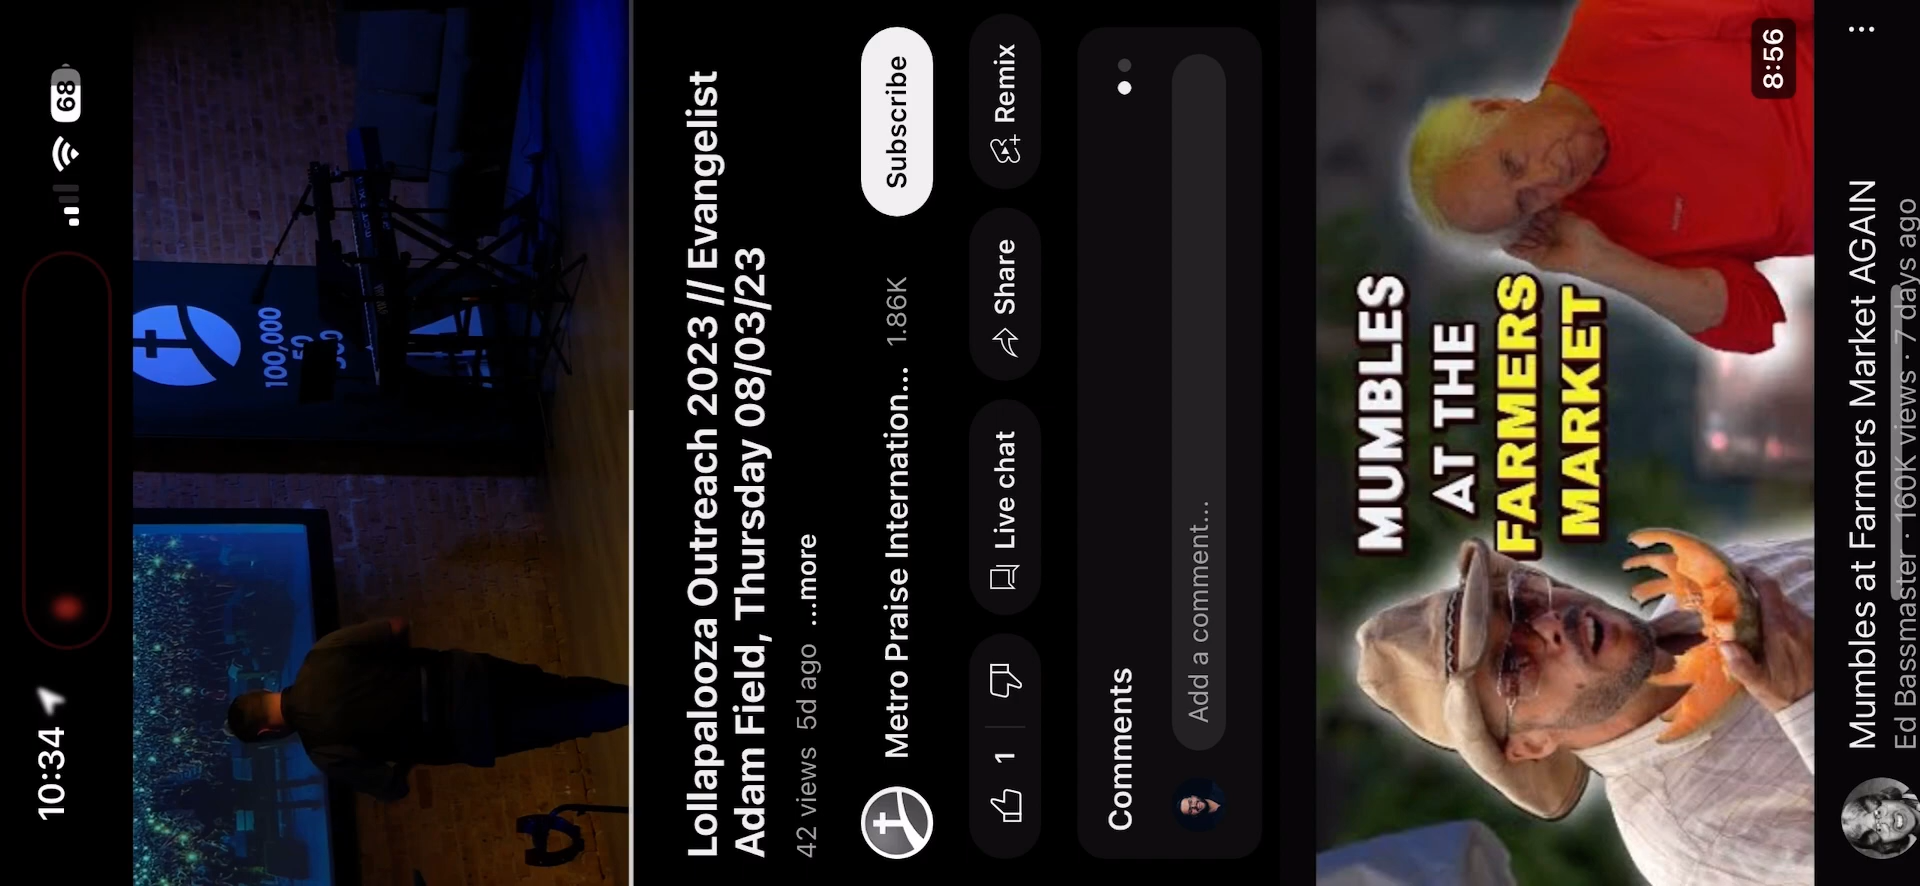 10:34
68
100,000
50
Lollapalooza Outreach 2023 // Evangelist
Adam Field, Thursday 08/03/23
42 views 5d ago ...more
Metro Praise Internation... 1.86K
Subscribe
1
Live chat
Share
Remix
Comments
Add a comment...
MUMBLES
AT THE
FARMERS
MARKET
8:56
Mumbles at Farmers Market AGAIN
Ed Bassmaster · 160K views · 7 days ago